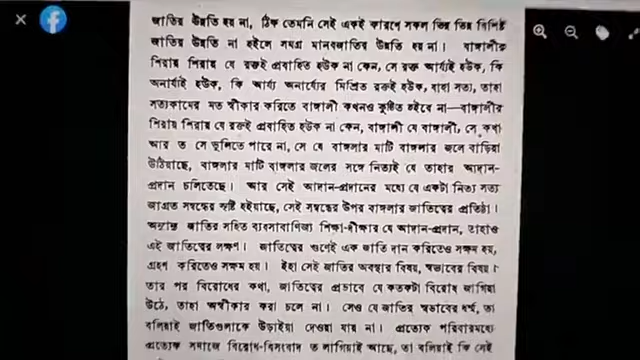 জাতির উন্নতি হয় না, ঠিক তেমনি সেই একই কারণে সকল ভিন্ন ভিন্ন বিশিষ্ট
জাতির উন্নতি না হইলে সমগ্র মানবজাতির উন্নতি হয় না। বাঙ্গালীর
শিরায় শিরায় যে রক্তই প্রবাহিত হউক না কেন, সে রক্ত আর্য্যই হউক, কি
অনার্য্যই হউক, কি আর্য্য অনার্য্যের মিশ্রিত রক্তই হউক, যাহা সত্য, তাহা
সত্যকামের মত স্বীকার করিতে বাঙ্গালী কখনও কুণ্ঠিত হইবে না—বাঙ্গালীর
শিরায় শিরায় যে রক্তই প্রবাহিত হউক না কেন, বাঙ্গালী যে বাঙ্গালী, সে কথা
আর ত সে ভুলিতে পারে না, সে যে বাঙ্গলার মাটি বাঙ্গলার জলে বাড়িয়া
উঠিয়াছে, বাঙ্গলার মাটি বাঙ্গলার জলের সঙ্গে নিত্যই যে তাহার আদান-
প্রদান চলিতেছে। আর সেই আদান-প্রদানের মধ্যে যে একটা নিত্য সত্য
জাগ্রত সম্বন্ধের সৃষ্টি হইয়াছে, সেই সম্বন্ধের উপর বাঙ্গলার জাতিত্বের প্রতিষ্ঠা।
অন্যান্য জাতির সহিত ব্যবসাবাণিজ্য শিক্ষা-দীক্ষার যে আদান-প্রদান, তাহাও
এই জাতিত্বের লক্ষণ। জাতিত্বের গুণেই এক জাতি দান করিতেও সক্ষম হয়,
গ্রহণ করিতেও সক্ষম হয়। ইহা সেই জাতির অবস্থার বিষয়, স্বভাবের বিষয়।
তার পর বিরোধের কথা, জাতিত্বের প্রভাবে যে কতকটা বিরোধ জাগিয়া
উঠে, তাহা অস্বীকার করা চলে না। সেও যে জাতির স্বভাবের ধর্ম্ম, তা
বলিয়াই জাতিগুলাকে উড়াইয়া দেওয়া যায় না। প্রত্যেক পরিবারমধ্যে
প্রত্যেক সমাজে বিরোধ-বিসংবাদ ত লাগিয়াই আছে, তা বলিয়াই কি সেই